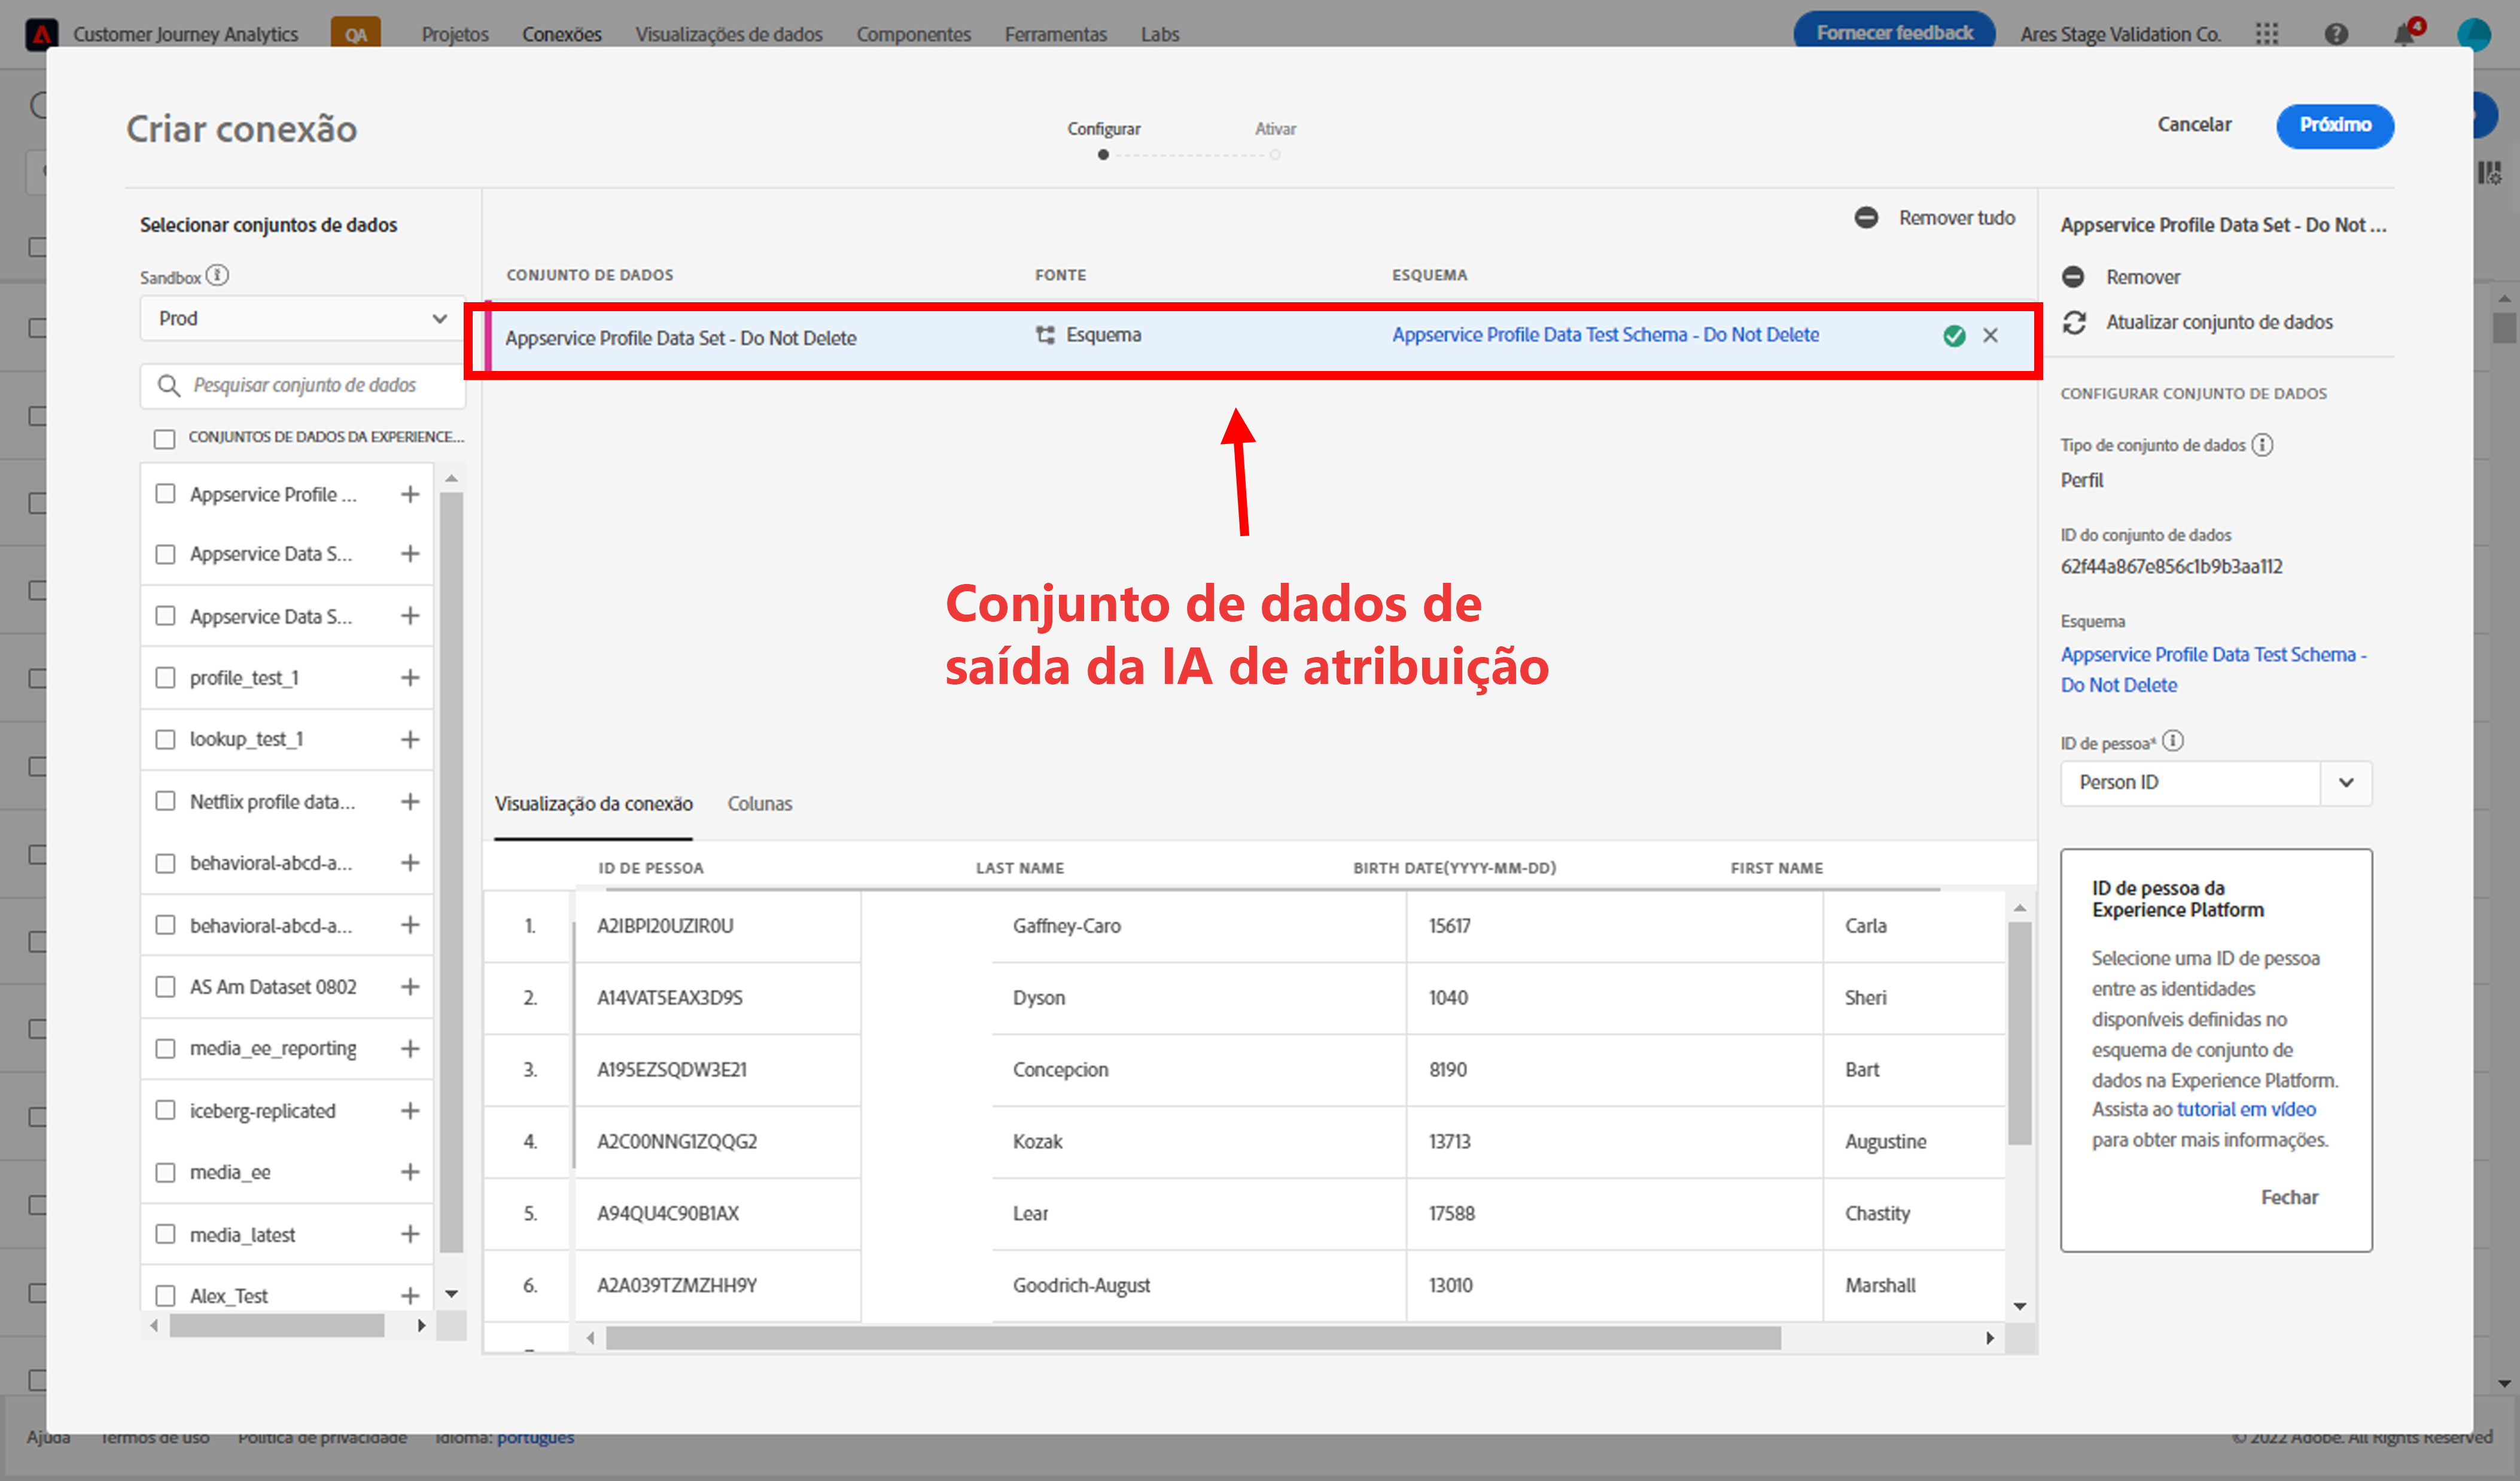 Customer Journey Analytics QA Projetos Conexões Visualizações de dados Componentes Ferramentas Labs Fornecer feedback Ares Stage Validation Co. 4
Criar conexão
Configurar Ativar
Cancelar Próximo
Selecionar conjuntos de dados
Sandbox
Prod
Pesquisar conjunto de dados
CONJUNTOS DE DADOS DA EXPERIENCE...
Appservice Profile ...
Appservice Data S...
Appservice Data S...
profile_test_1
lookup_test_1
Netflix profile data...
behavioral-abcd-a...
behavioral-abcd-a...
AS Am Dataset 0802
media_ee_reporting
iceberg-replicated
media_ee
media_latest
Alex_Test
Remover tudo
CONJUNTO DE DADOS FONTE ESQUEMA
Appservice Profile Data Set - Do Not Delete Esquema Appservice Profile Data Test Schema - Do Not Delete
Conjunto de dados de
saída da IA de atribuição
Visualização da conexão Colunas
ID DE PESSOA LAST NAME BIRTH DATE(YYYY-MM-DD) FIRST NAME
1. A2IBPI20UZIR0U Gaffney-Caro 15617 Carla
2. A14VAT5EAX3D9S Dyson 1040 Sheri
3. A195EZSQDW3E21 Concepcion 8190 Bart
4. A2C00NNG1ZQQG2 Kozak 13713 Augustine
5. A94QU4C90B1AX Lear 17588 Chastity
6. A2A039TZMZHH9Y Goodrich-August 13010 Marshall
Appservice Profile Data Set - Do Not ...
Remover
Atualizar conjunto de dados
CONFIGURAR CONJUNTO DE DADOS
Tipo de conjunto de dados
Perfil
ID do conjunto de dados
62f44a867e856c1b9b3aa112
Esquema
Appservice Profile Data Test Schema -
Do Not Delete
ID de pessoa*
Person ID
ID de pessoa da
Experience Platform
Selecione uma ID de pessoa
entre as identidades
disponíveis definidas no
esquema de conjunto de
dados na Experience Platform.
Assista ao tutorial em vídeo
para obter mais informações.
Fechar
Ajuda Termos de uso Política de privacidade Idioma: português © 2022 Adobe. All Rights Reserved